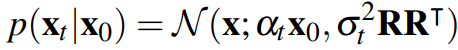 p(x_t|x_0) = 𝒩(x; α_t x_0, σ_t^2 RR^⊺)